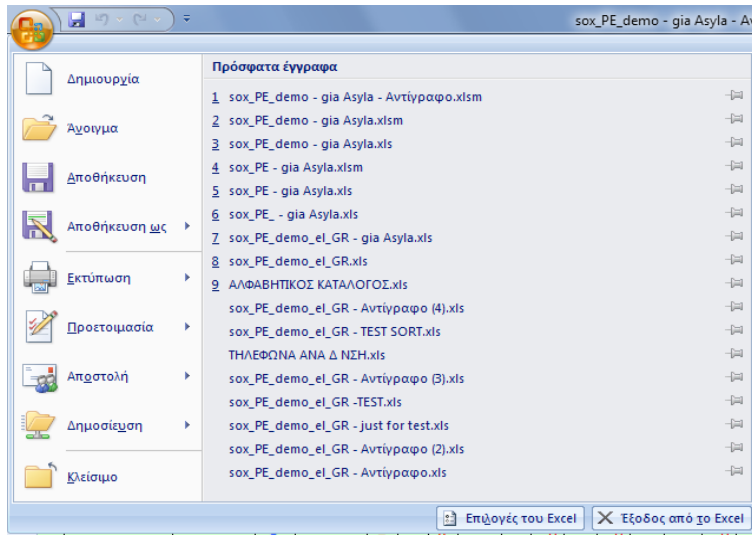 sox_PE_demo - gia Asyla - Αν
Δημιουργία
Άνοιγμα
Αποθήκευση
Αποθήκευση ως
Εκτύπωση
Προετοιμασία
Αποστολή
Δημοσίευση
Κλείσιμο
Πρόσφατα έγγραφα
1 sox_PE_demo - gia Asyla - Αντίγραφο.xlsm
2 sox_PE_demo - gia Asyla.xlsm
3 sox_PE_demo - gia Asyla.xls
4 sox_PE - gia Asyla.xlsm
5 sox_PE - gia Asyla.xls
6 sox_PE_ - gia Asyla.xls
7 sox_PE_demo_el_GR - gia Asyla.xls
8 sox_PE_demo_el_GR.xls
9 ΑΛΦΑΒΗΤΙΚΟΣ ΚΑΤΑΛΟΓΟΣ.xls
sox_PE_demo_el_GR - Αντίγραφο (4).xls
sox_PE_demo_el_GR - TEST SORT.xls
ΤΗΛΕΦΩΝΑ ΑΝΑ Δ ΝΣΗ.xls
sox_PE_demo_el_GR - Αντίγραφο (3).xls
sox_PE_demo_el_GR -TEST.xls
sox_PE_demo_el_GR - just for test.xls
sox_PE_demo_el_GR - Αντίγραφο (2).xls
sox_PE_demo_el_GR - Αντίγραφο.xls
Επιλογές του Excel
Έξοδος από το Excel